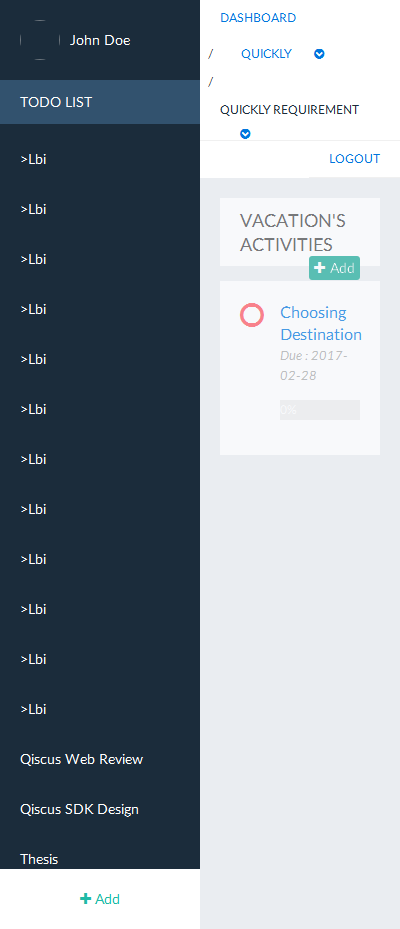 John Doe
TODO LIST
>Lbi
>Lbi
>Lbi
>Lbi
>Lbi
>Lbi
>Lbi
>Lbi
>Lbi
>Lbi
>Lbi
>Lbi
Qiscus Web Review
Qiscus SDK Design
Thesis
+ Add
DASHBOARD
/ QUICKLY
/
QUICKLY REQUIREMENT
LOGOUT
VACATION'S
ACTIVITIES
+ Add
Choosing
Destination
Due : 2017-
02-28
0%